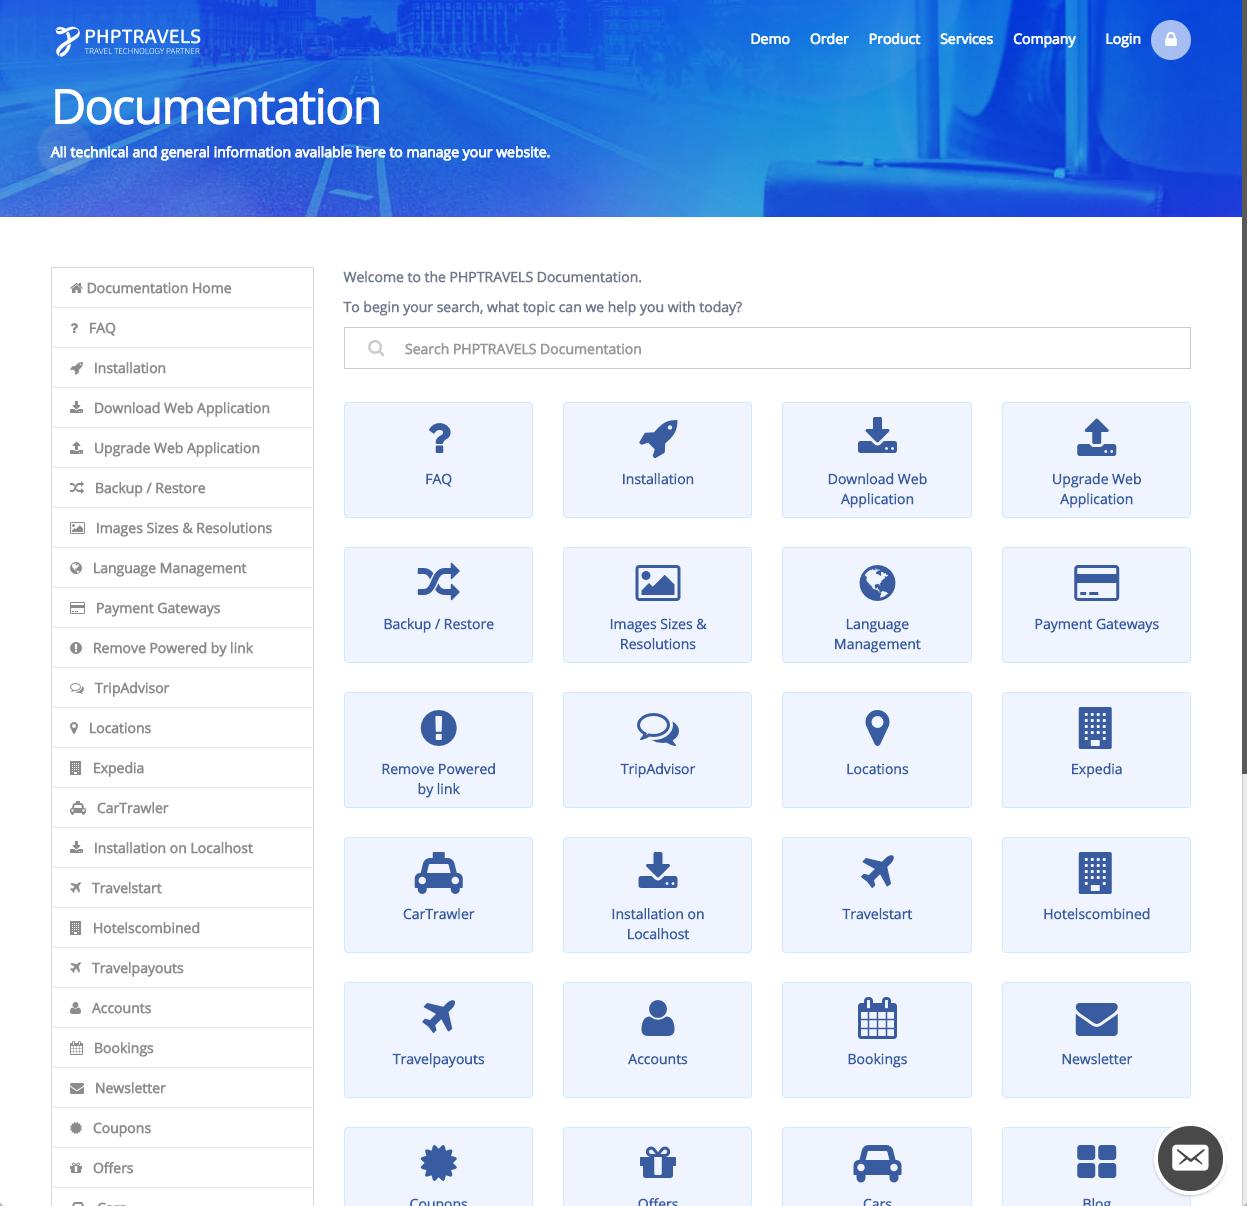 PHPTRAVELS
TRAVEL TECHNOLOGY PARTNER
Demo Order Product Services Company Login
Documentation
All technical and general information available here to manage your website.
Documentation Home
FAQ
Installation
Download Web Application
Upgrade Web Application
Backup / Restore
Images Sizes & Resolutions
Language Management
Payment Gateways
Remove Powered by link
TripAdvisor
Locations
Expedia
CarTrawler
Installation on Localhost
Travelstart
Hotelscombined
Travelpayouts
Accounts
Bookings
Newsletter
Coupons
Offers
Cars
Welcome to the PHPTRAVELS Documentation.
To begin your search, what topic can we help you with today?
Search PHPTRAVELS Documentation
FAQ
Installation
Download Web
Application
Upgrade Web
Application
Backup / Restore
Images Sizes &
Resolutions
Language
Management
Payment Gateways
Remove Powered
by link
TripAdvisor
Locations
Expedia
CarTrawler
Installation on
Localhost
Travelstart
Hotelscombined
Travelpayouts
Accounts
Bookings
Newsletter
Coupons
Offers
Cars
Blog